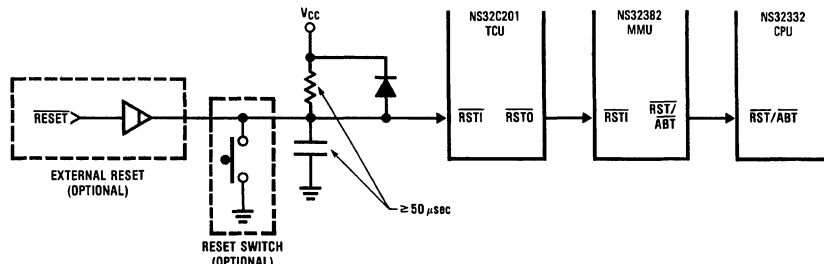 VCC
NS32C201
TCU
NS32382
MMU
NS32332
CPU
RESET
RSTI
RSTO
RSTI
RST/
ABT
RST/ABT
EXTERNAL RESET
(OPTIONAL)
≥ 50 μsec
RESET SWITCH
(OPTIONAL)